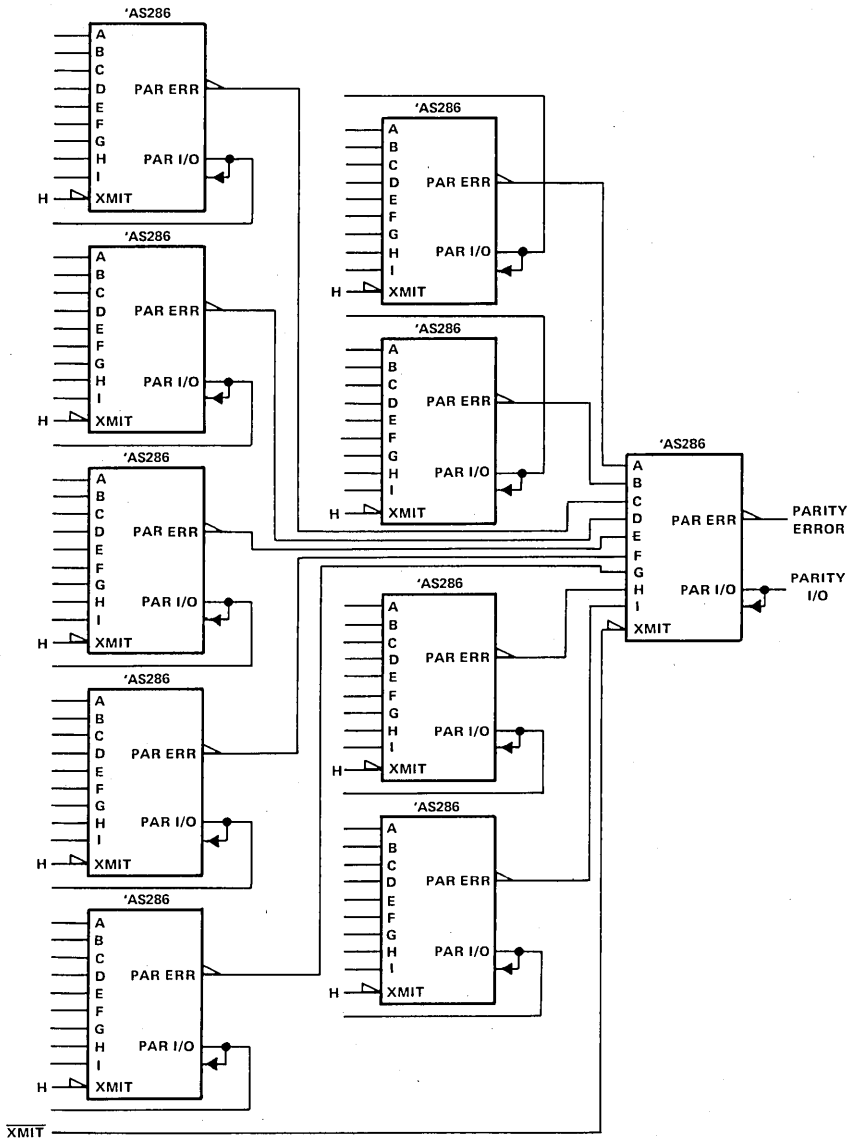 'AS286
A
B
C
D PAR ERR
E
F
G
H PAR I/O
I
H XMIT
'AS286
A
B
C
D PAR ERR
E
F
G
H PAR I/O
I
H XMIT
'AS286
A
B
C
D PAR ERR
E
F
G
H PAR I/O
I
H XMIT
'AS286
A
B
C
D PAR ERR
E
F
G
H PAR I/O
I
H XMIT
'AS286
A
B
C
D PAR ERR
E
F
G
H PAR I/O
I
H XMIT
XMIT
'AS286
A
B
C
D PAR ERR
E
F
G
H PAR I/O
I
H XMIT
'AS286
A
B
C
D PAR ERR
E
F
G
H PAR I/O
I
H XMIT
'AS286
A
B
C
D PAR ERR
E
F
G
H PAR I/O
I
H XMIT
'AS286
A
B
C
D PAR ERR
E
F
G
H PAR I/O
I
H XMIT
'AS286
A
B
C
D PAR ERR
E
F
G
H PAR I/O
I
XMIT
PARITY
ERROR
PARITY
I/O